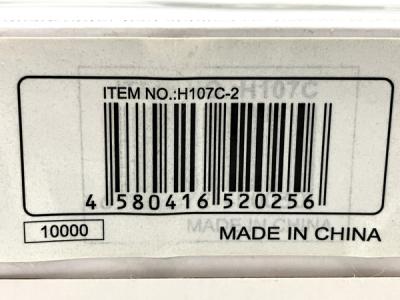 ITEM NO.:H107C-2
4 580416 520256
10000
MADE IN CHINA